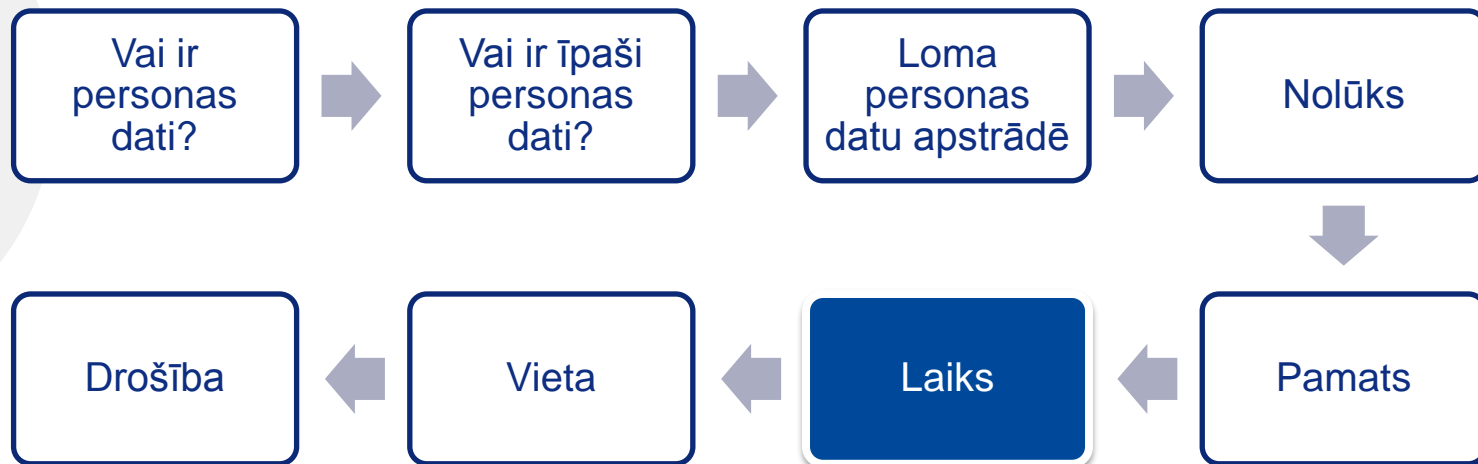 Vai ir
personas
dati?
Vai ir īpaši
personas
dati?
Loma
personas
datu apstrādē
Nolūks
Pamats
Laiks
Vieta
Drošība